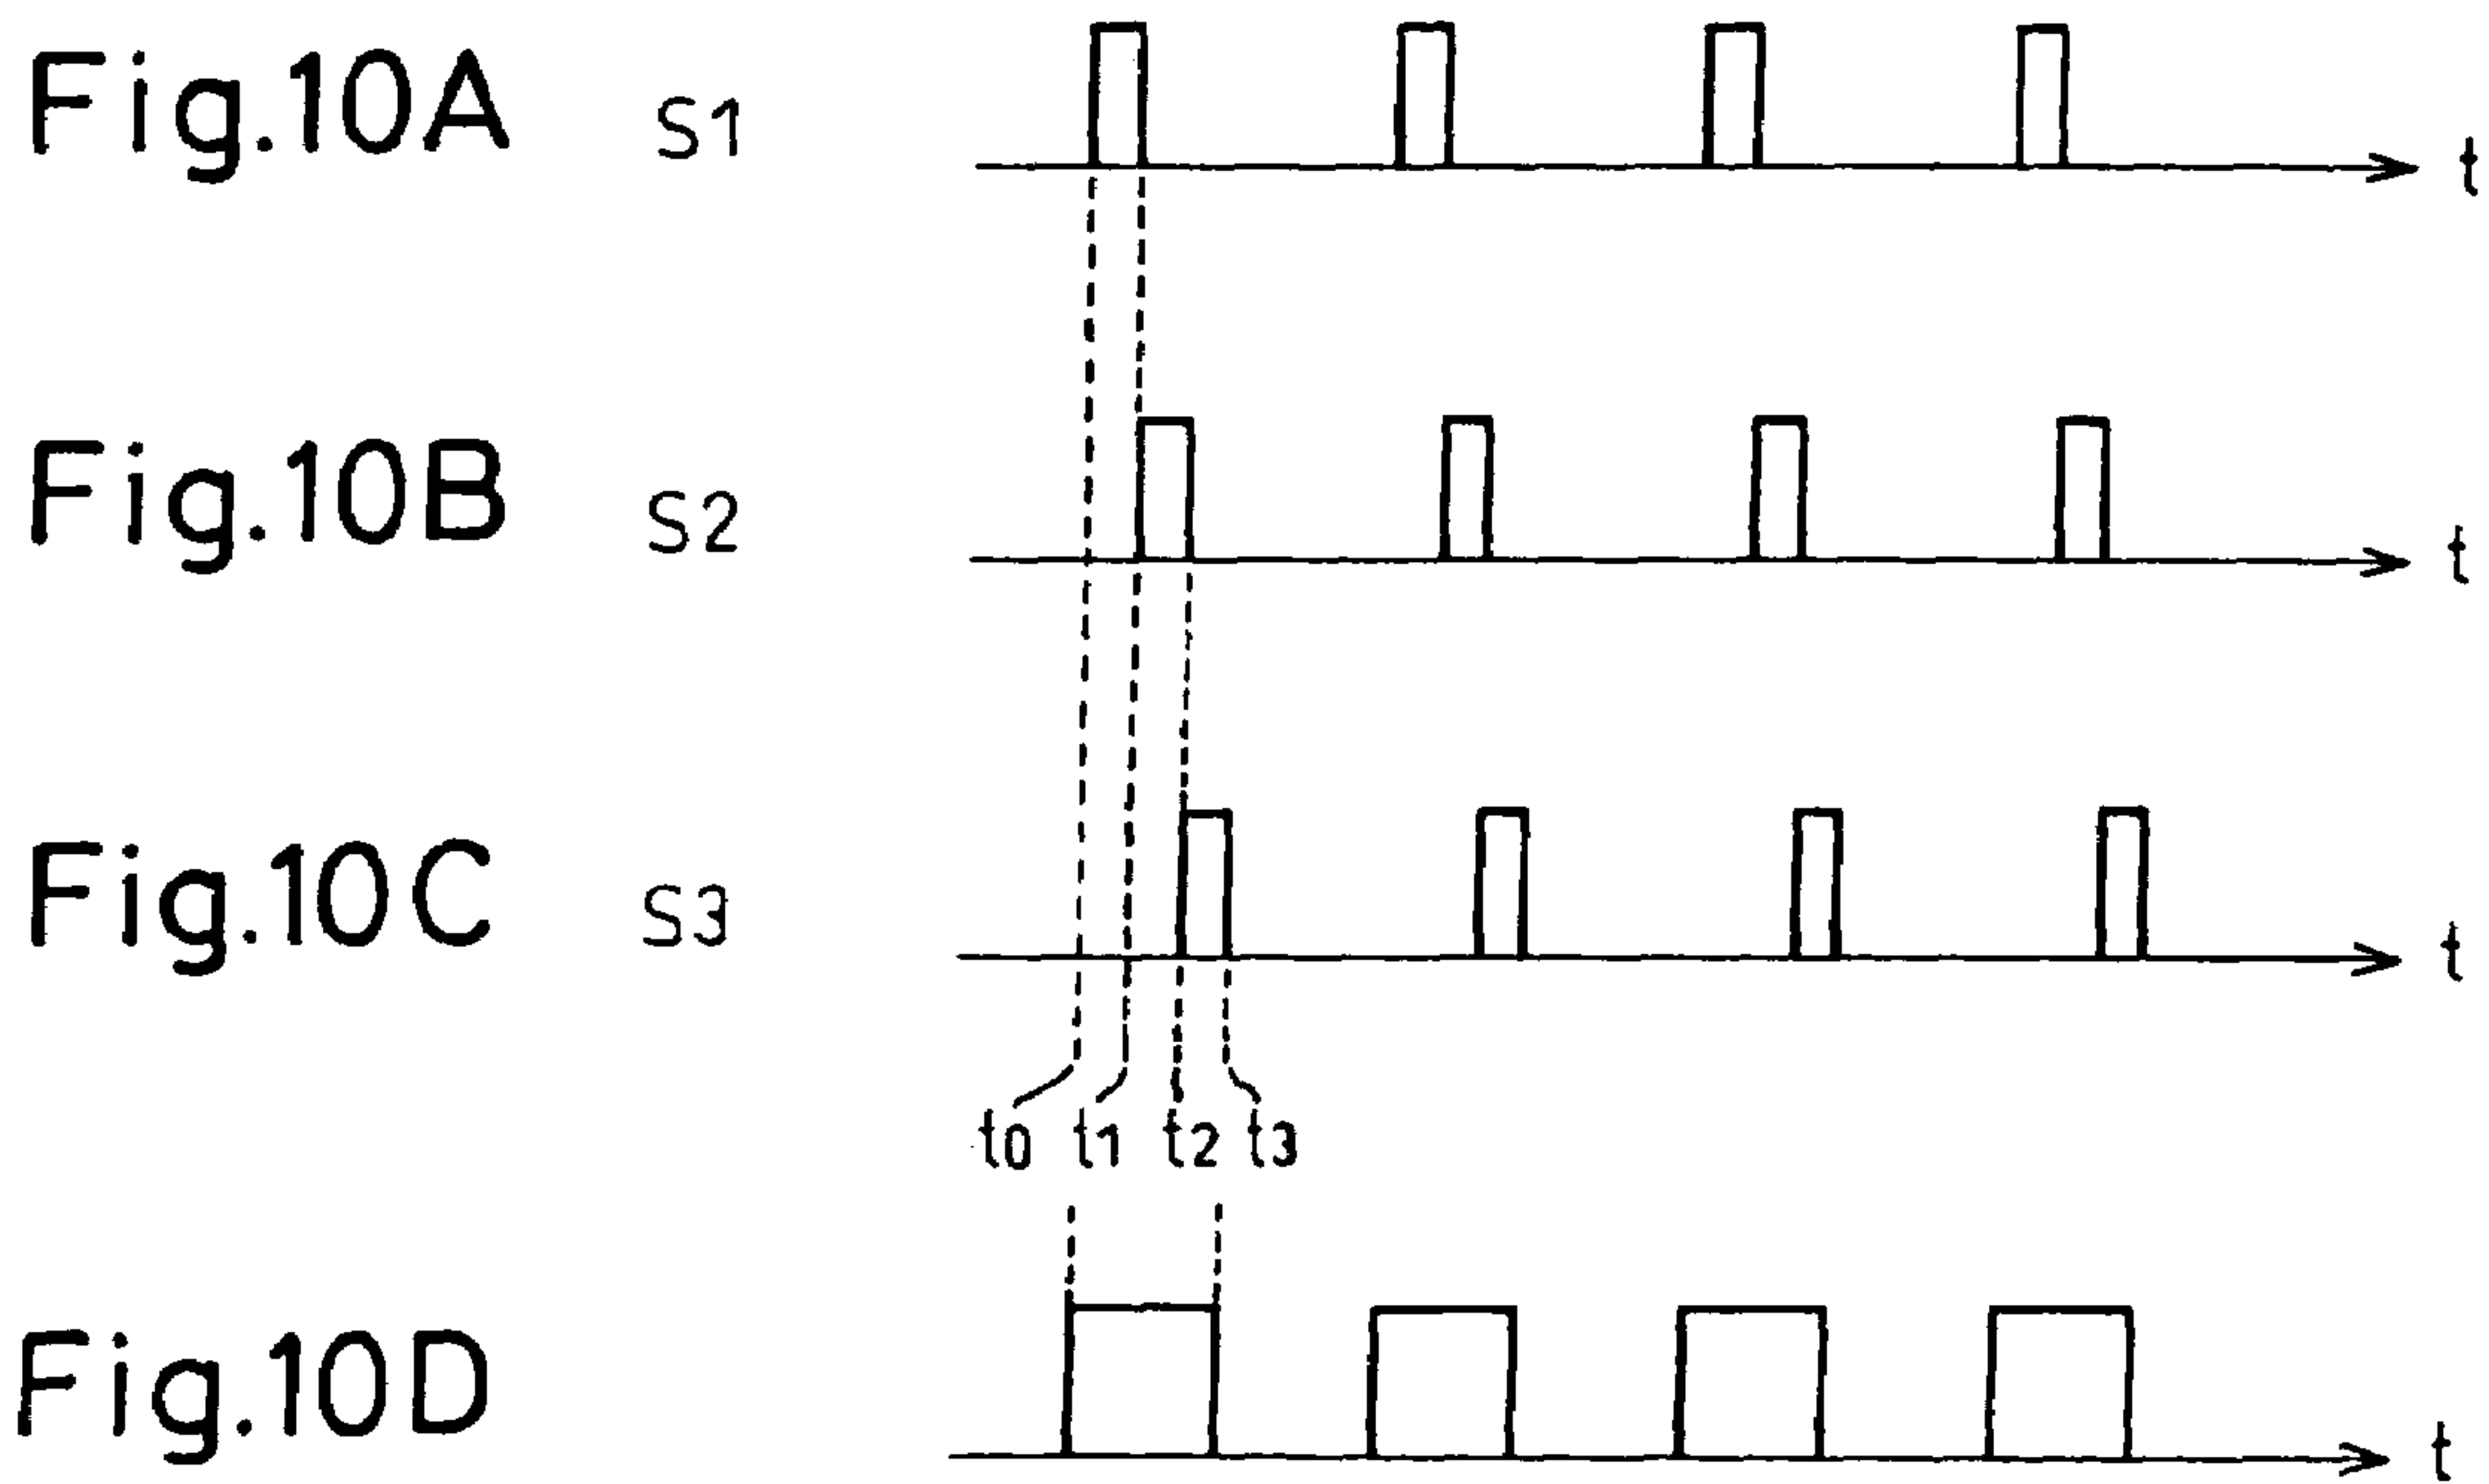 Fig.10A S1 t
Fig.10B S2 t
Fig.10C S3 t
t0 t1 t2 t3
Fig.10D t